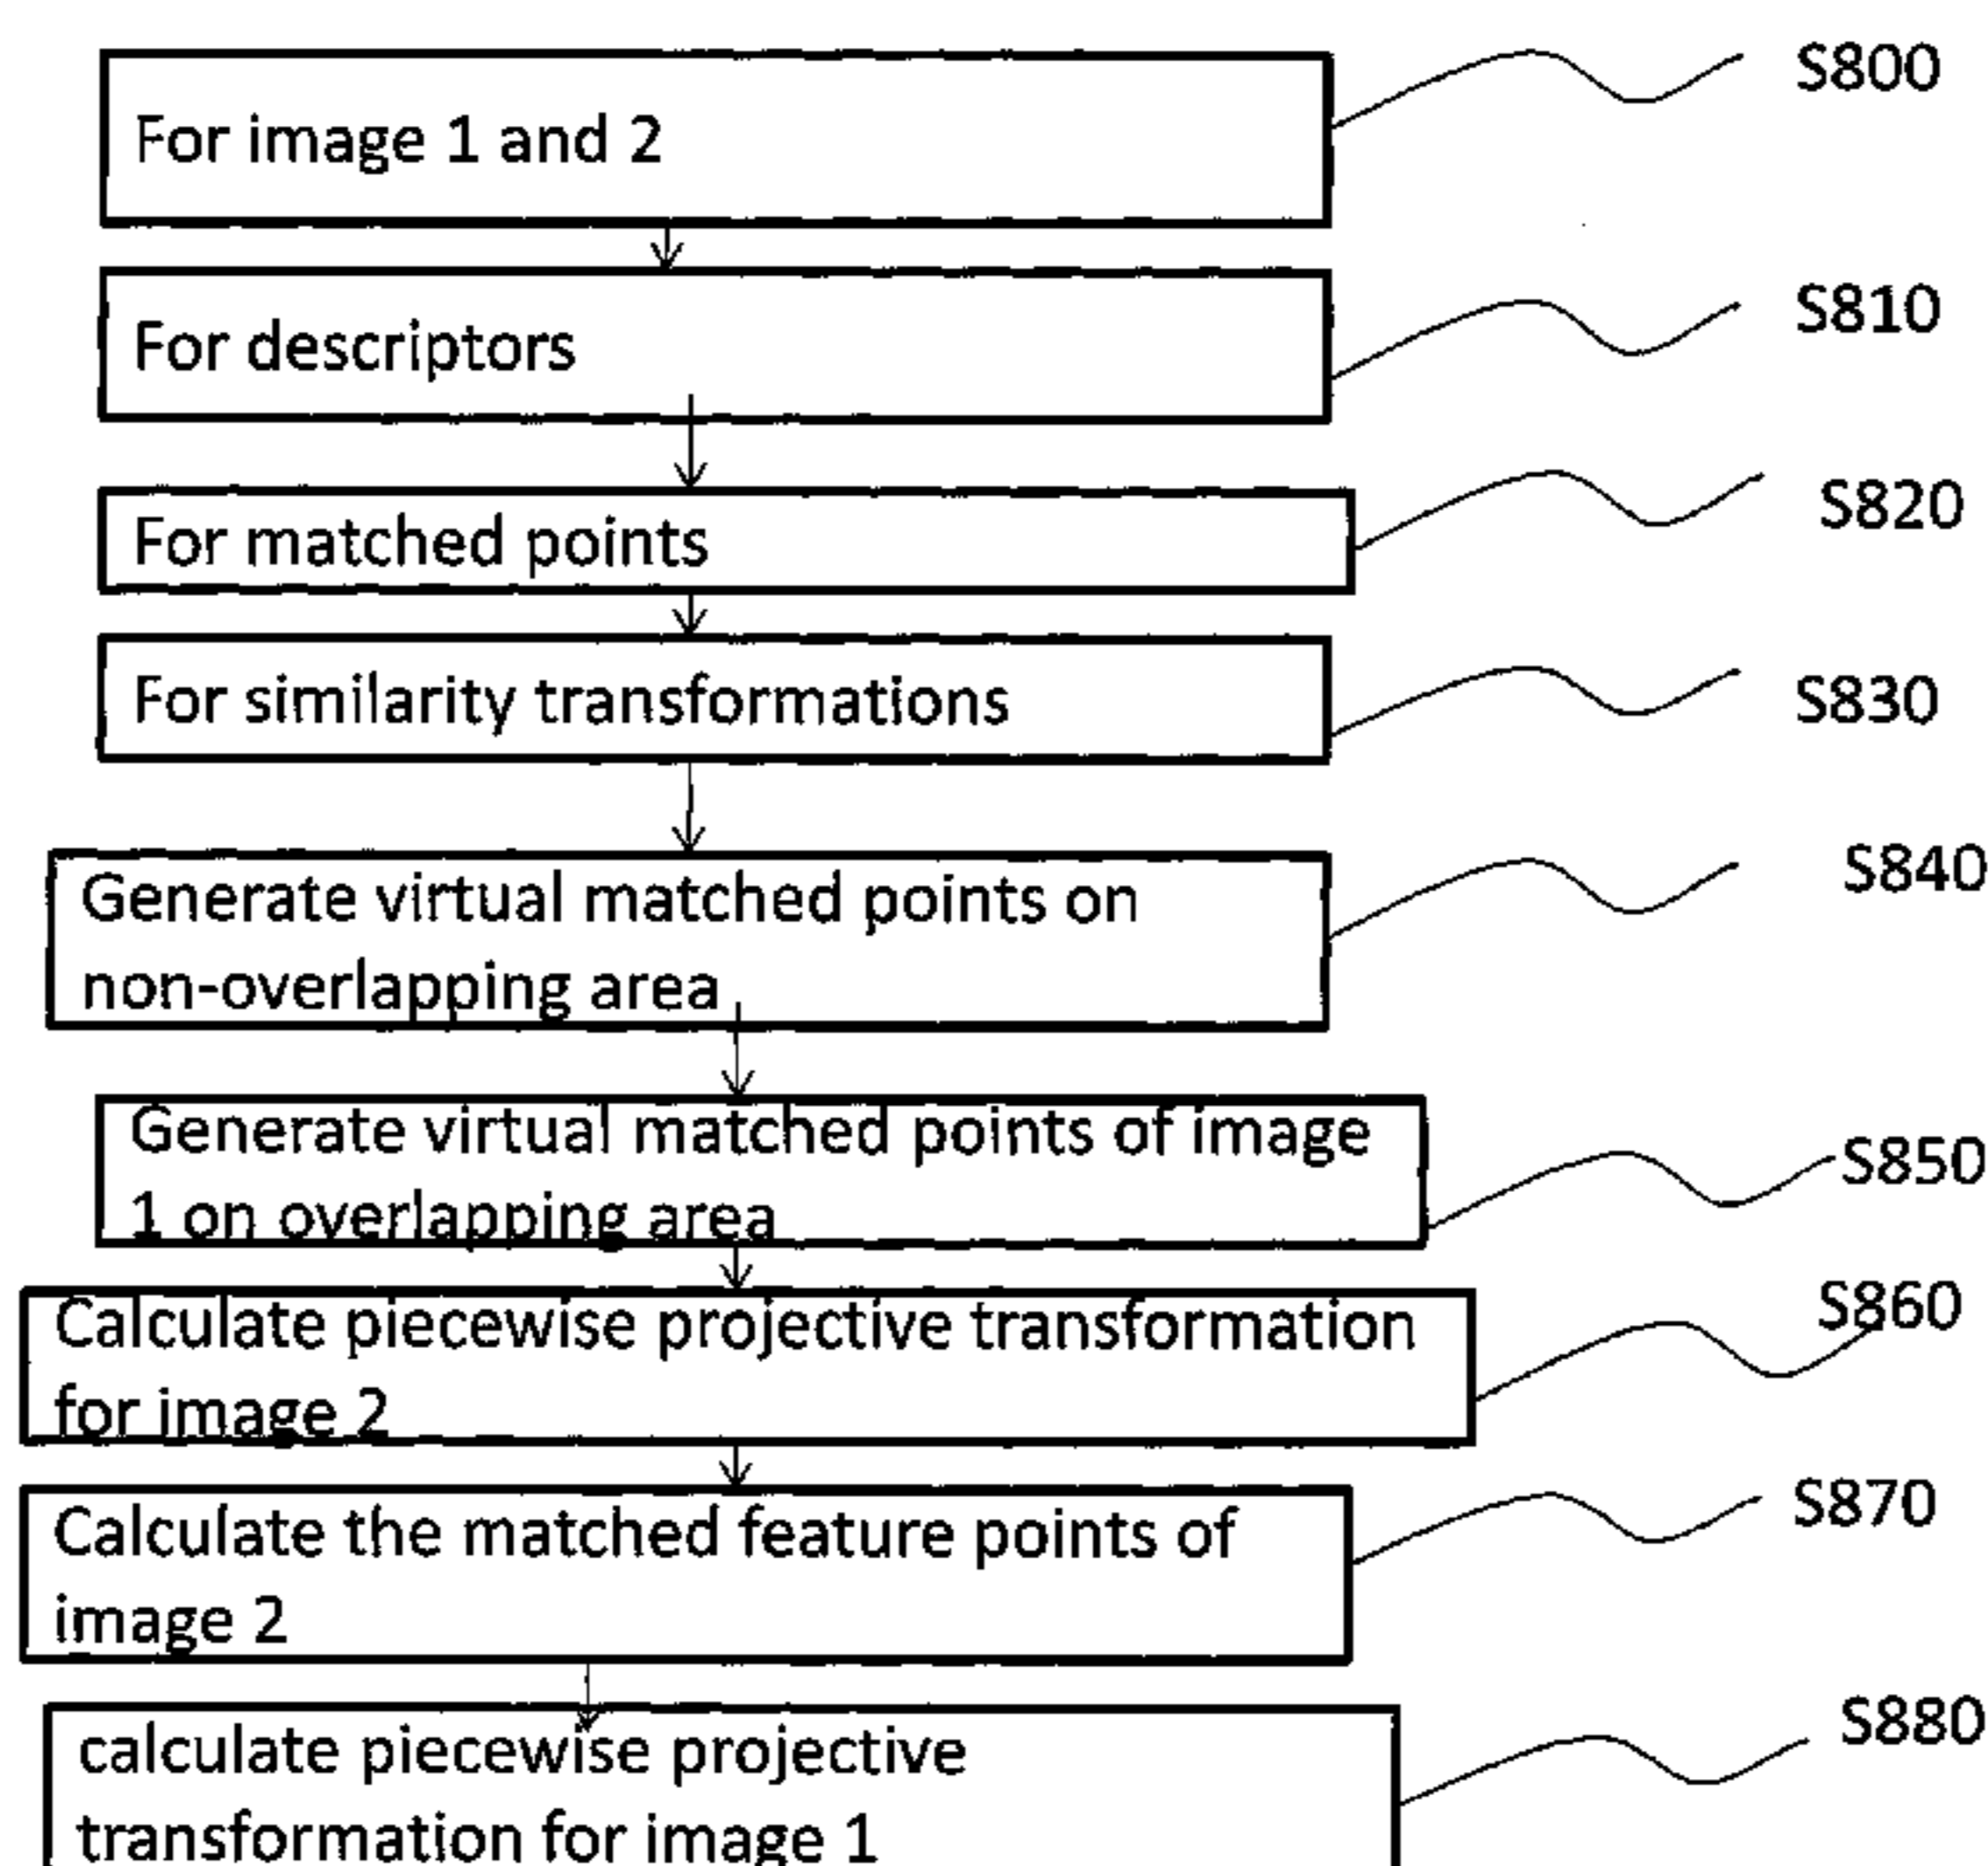 For image 1 and 2
S800
For descriptors
S810
For matched points
S820
For similarity transformations
S830
Generate virtual matched points on
non-overlapping area
S840
Generate virtual matched points of image
1 on overlapping area
S850
Calculate piecewise projective transformation
for image 2
S860
Calculate the matched feature points of
image 2
S870
calculate piecewise projective
transformation for image 1
S880